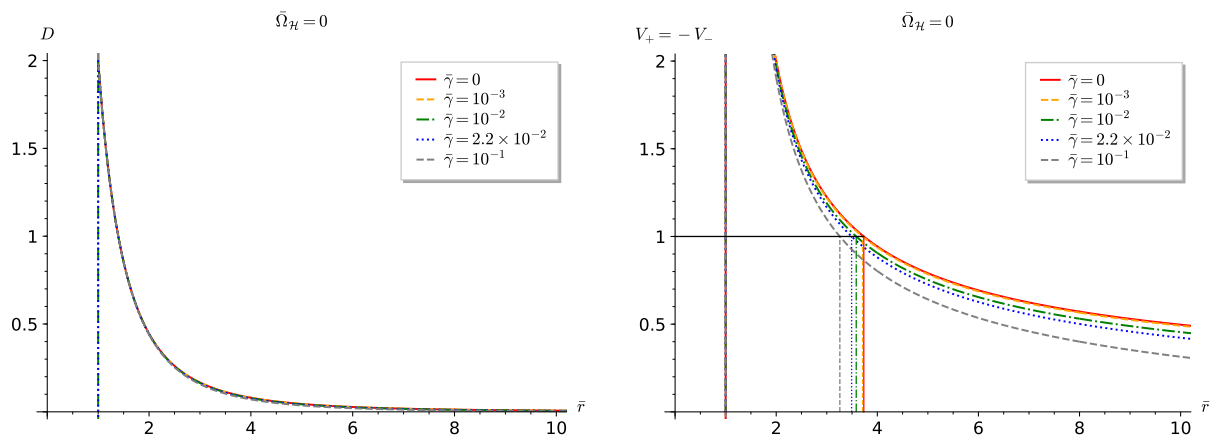 Ω̄_ℋ = 0
D
2
1.5
1
0.5
2 4 6 8 10
r̄
γ̄ = 0
γ̄ = 10⁻³
γ̄ = 10⁻²
γ̄ = 2.2 × 10⁻²
γ̄ = 10⁻¹
Ω̄_ℋ = 0
V₊ = − V₋
2
1.5
1
0.5
2 4 6 8 10
r̄
γ̄ = 0
γ̄ = 10⁻³
γ̄ = 10⁻²
γ̄ = 2.2 × 10⁻²
γ̄ = 10⁻¹